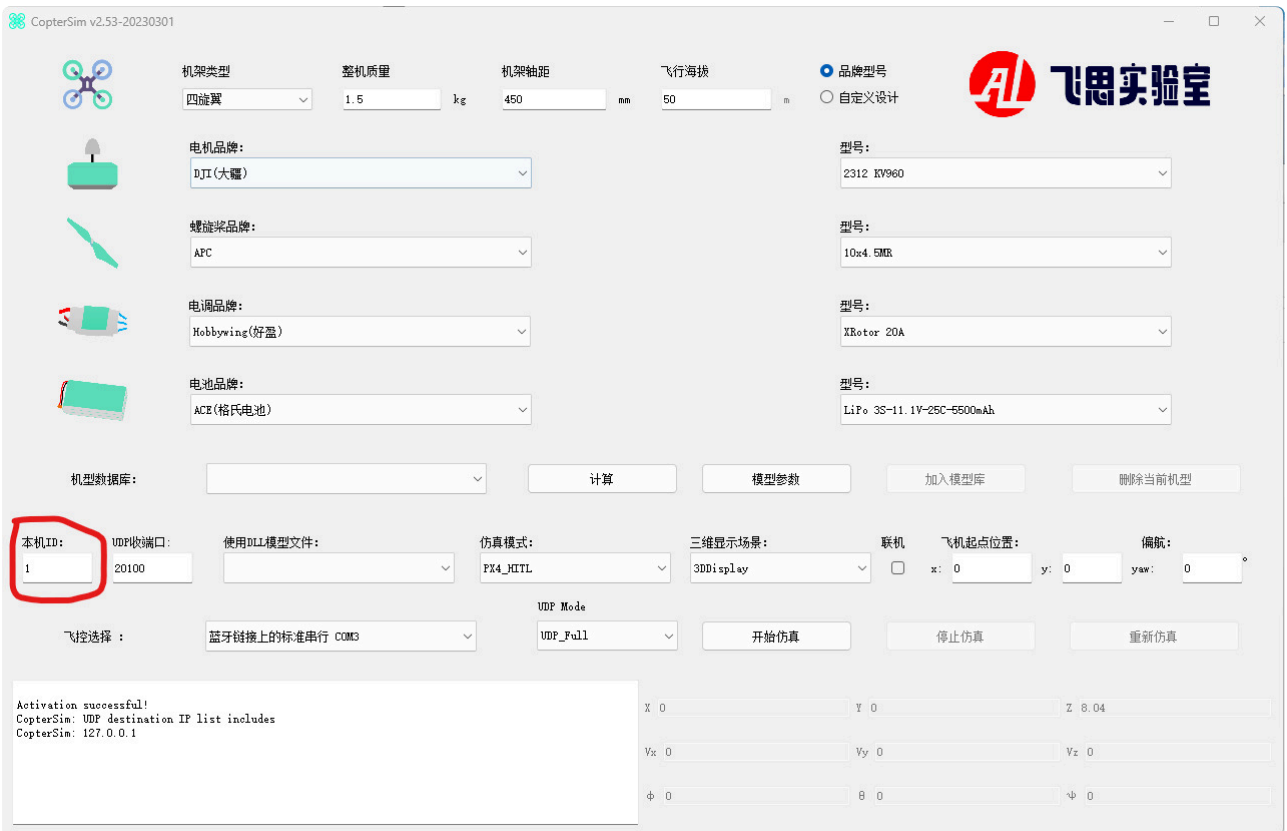 CopterSim v2.53-20230301
机架类型 整机质量 机架轴距 飞行海拔 品牌型号
四旋翼 1.5 kg 450 mm 50 m 自定义设计
飞思实验室
电机品牌: 型号:
DJI(大疆) 2312 KV960
螺旋桨品牌: 型号:
APC 10x4.5MR
电调品牌: 型号:
Hobbywing(好盈) XRotor 20A
电池品牌: 型号:
ACE(格氏电池) LiPo 3S-11.1V-25C-5500mAh
机型数据库: 计算 模型参数 加入模型库 删除当前机型
本机ID: UDP收端口: 使用DLL模型文件: 仿真模式: 三维显示场景: 联机 飞机起点位置: 偏航:
1 20100 PX4_HITL 3DDisplay x: 0 y: 0 yaw: 0 °
UDP Mode
飞控选择 : 蓝牙链接上的标准串行 COM3 UDP_Full 开始仿真 停止仿真 重新仿真
Activation successful!
CopterSim: UDP destination IP list includes
CopterSim: 127.0.0.1
X 0 Y 0 Z 8.04
Vx 0 Vy 0 Vz 0
ϕ 0 θ 0 ψ 0